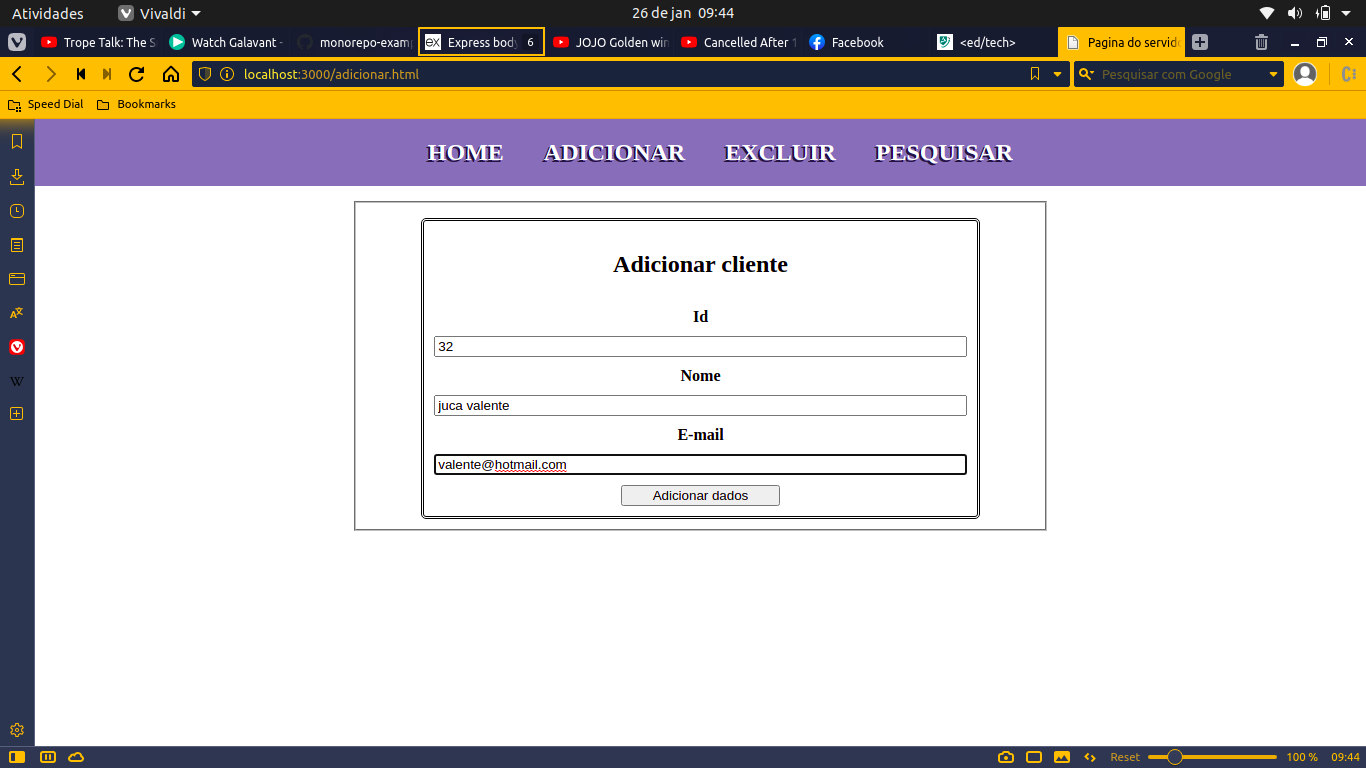 Atividades Vivaldi 26 de jan 09:44
Trope Talk: The S Watch Galavant - monorepo-exam Express bod 6 JOJO Golden win Cancelled After 1 Facebook <ed/tech> Pagina do servid
localhost:3000/adicionar.html Pesquisar com Google
Speed Dial Bookmarks
HOME ADICIONAR EXCLUIR PESQUISAR
Adicionar cliente
Id
32
Nome
juca valente
E-mail
valente@hotmail.com
Adicionar dados
Reset 100 % 09:44